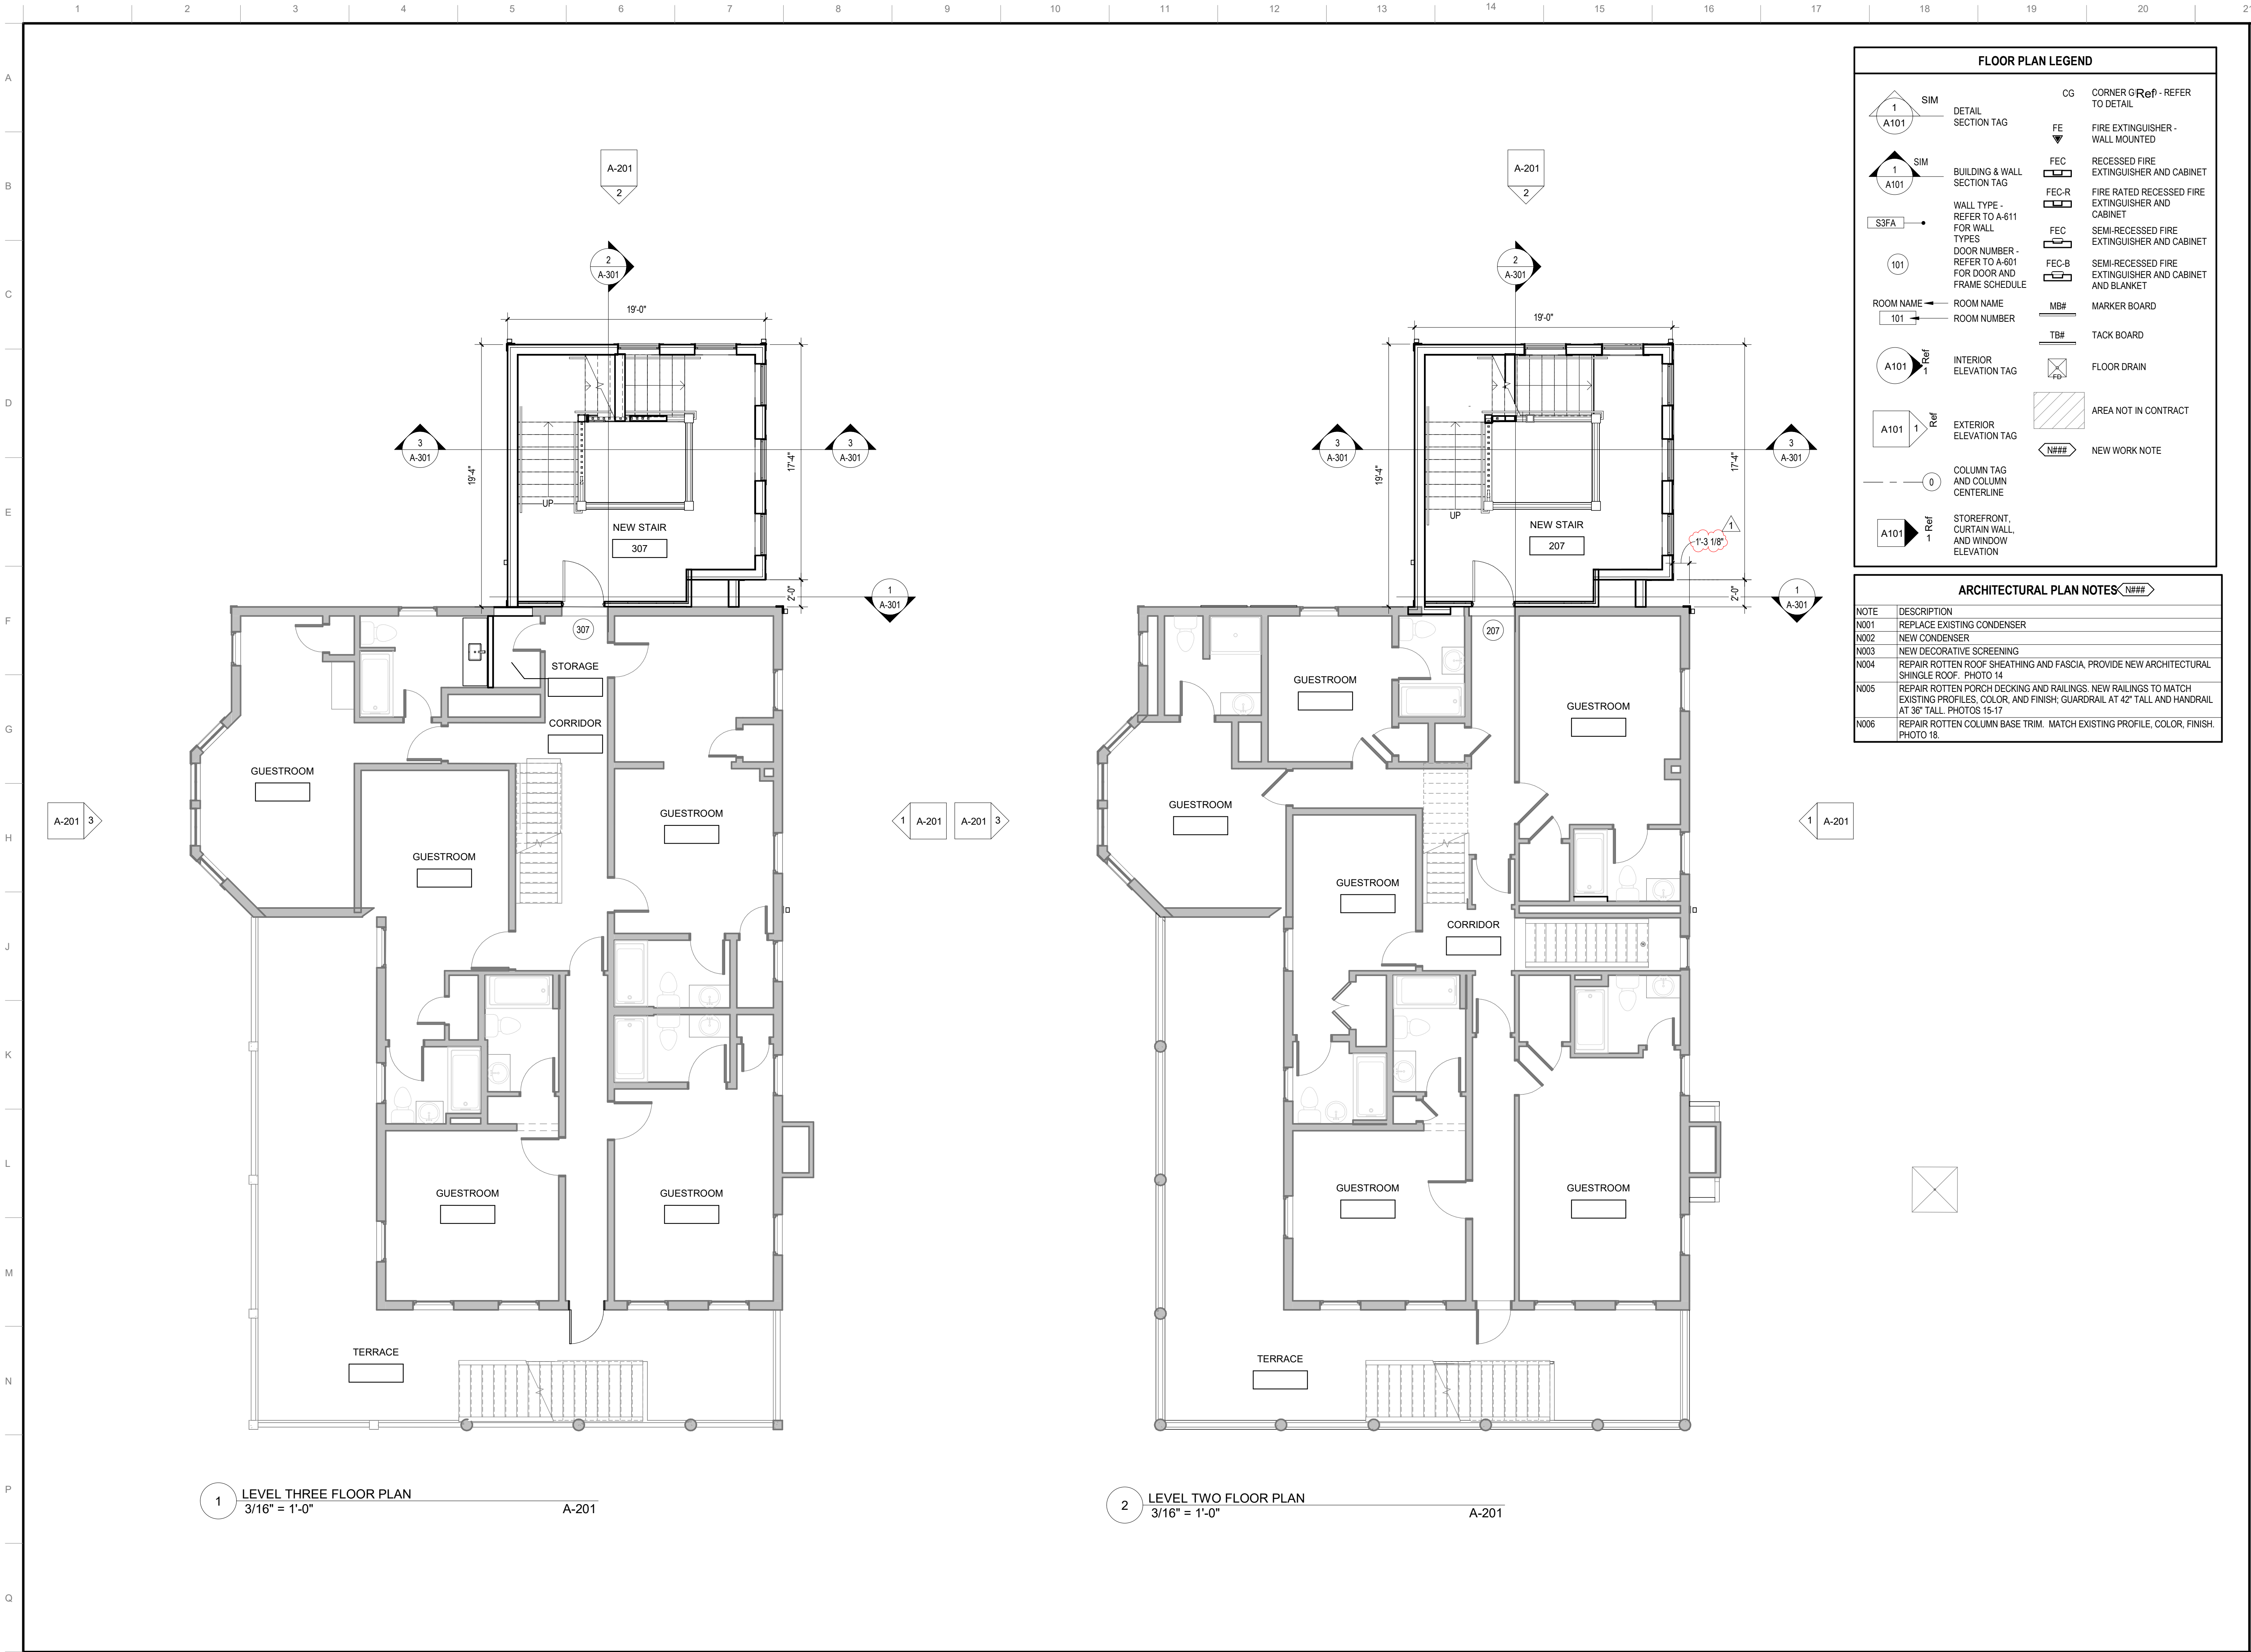 1 2 3 4 5 6 7 8 9 10 11 12 13 14 15 16 17 18 19 20
A
B
C
D
E
F
G
H
J
K
L
M
N
P
Q
A-201
2
2
A-301
19'-0"
3
A-301
3
A-301
19'-4"
17'-4"
UP
NEW STAIR
307
2'-0"
1
A-301
307
STORAGE
CORRIDOR
GUESTROOM
GUESTROOM
GUESTROOM
A-201 3
1 A-201
GUESTROOM
GUESTROOM
TERRACE
1
LEVEL THREE FLOOR PLAN
3/16" = 1'-0"
A-201
A-201
2
2
A-301
19'-0"
3
A-301
3
A-301
19'-4"
17'-4"
UP
NEW STAIR
207
1
1'-3 1/8"
2'-0"
1
A-301
207
GUESTROOM
GUESTROOM
GUESTROOM
A-201 3
1 A-201
GUESTROOM
CORRIDOR
GUESTROOM
GUESTROOM
TERRACE
2
LEVEL TWO FLOOR PLAN
3/16" = 1'-0"
A-201
FLOOR PLAN LEGEND
1
A101
SIM
DETAIL
SECTION TAG
1
A101
SIM
BUILDING & WALL
SECTION TAG
S3FA
WALL TYPE -
REFER TO A-611
FOR WALL
TYPES
101
DOOR NUMBER -
REFER TO A-601
FOR DOOR AND
FRAME SCHEDULE
ROOM NAME
ROOM NAME
101
ROOM NUMBER
A101
1
Ref
INTERIOR
ELEVATION TAG
A101 1
Ref
EXTERIOR
ELEVATION TAG
0
COLUMN TAG
AND COLUMN
CENTERLINE
A101
1
Ref
STOREFRONT,
CURTAIN WALL,
AND WINDOW
ELEVATION
CG
CORNER G Ref - REFER
TO DETAIL
FE
FIRE EXTINGUISHER -
WALL MOUNTED
FEC
RECESSED FIRE
EXTINGUISHER AND CABINET
FEC-R
FIRE RATED RECESSED FIRE
EXTINGUISHER AND
CABINET
FEC
SEMI-RECESSED FIRE
EXTINGUISHER AND CABINET
FEC-B
SEMI-RECESSED FIRE
EXTINGUISHER AND CABINET
AND BLANKET
MB#
MARKER BOARD
TB#
TACK BOARD
FD
FLOOR DRAIN
AREA NOT IN CONTRACT
N###
NEW WORK NOTE
ARCHITECTURAL PLAN NOTES N###
NOTE DESCRIPTION
N001 REPLACE EXISTING CONDENSER
N002 NEW CONDENSER
N003 NEW DECORATIVE SCREENING
N004 REPAIR ROTTEN ROOF SHEATHING AND FASCIA, PROVIDE NEW ARCHITECTURAL
SHINGLE ROOF. PHOTO 14
N005 REPAIR ROTTEN PORCH DECKING AND RAILINGS. NEW RAILINGS TO MATCH
EXISTING PROFILES, COLOR, AND FINISH; GUARDRAIL AT 42" TALL AND HANDRAIL
AT 36" TALL. PHOTOS 15-17
N006 REPAIR ROTTEN COLUMN BASE TRIM. MATCH EXISTING PROFILE, COLOR, FINISH.
PHOTO 18.